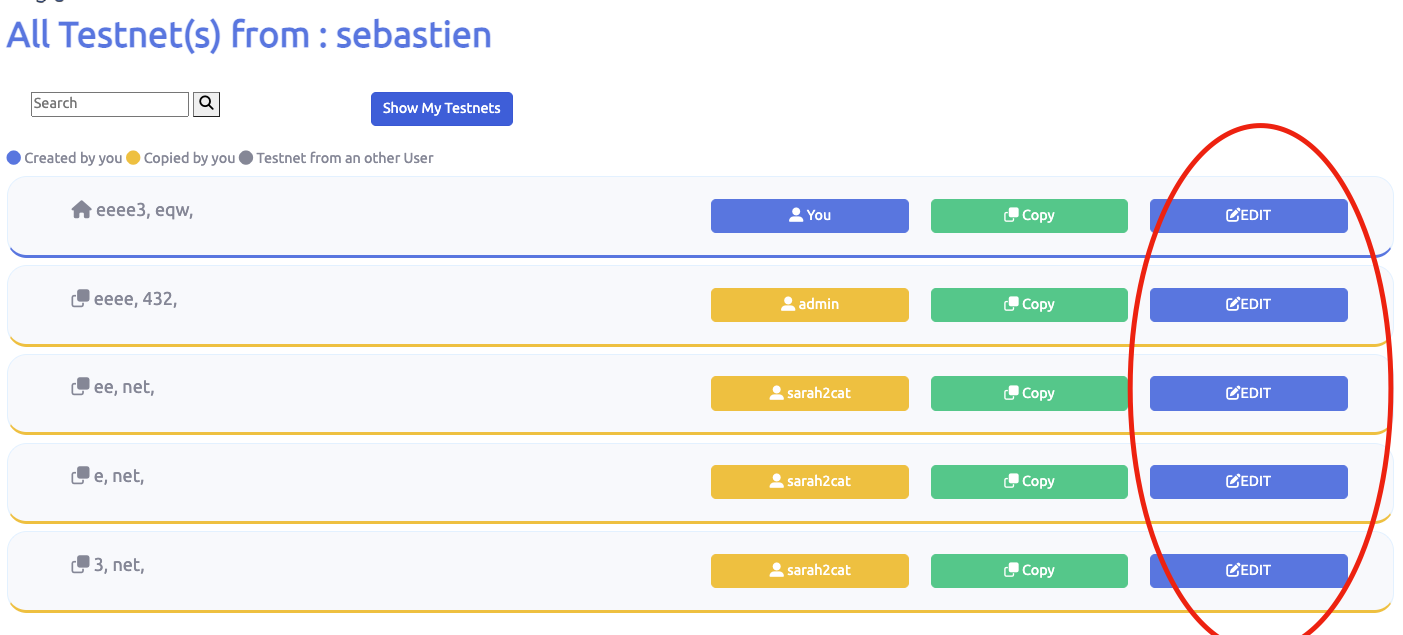 All Testnet(s) from : sebastien
Search
Show My Testnets
Created by you Copied by you Testnet from an other User
eeee3, eqw, You Copy EDIT
eeee, 432, admin Copy EDIT
ee, net, sarah2cat Copy EDIT
e, net, sarah2cat Copy EDIT
3, net, sarah2cat Copy EDIT